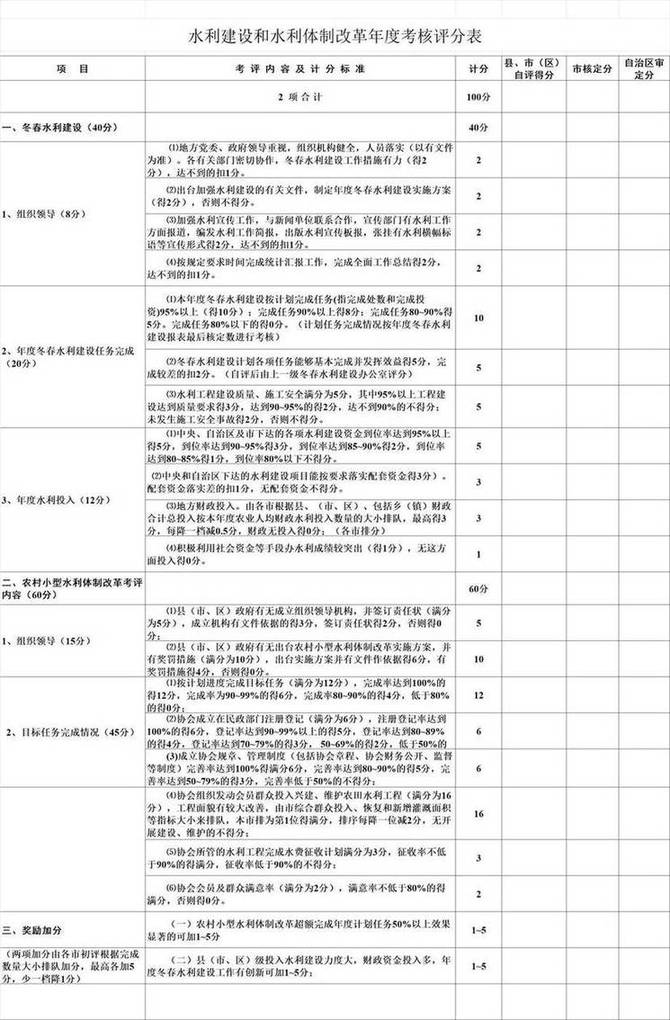 水利建设和水利体制改革年度考核评分表
项 目
考 评 内 容 及 计 分 标 准
计分
县、市（区）
自评得分
市核定分
自治区审
定分
2 项合计
100分
一、冬春水利建设（40分）
40分
1、组织领导（8分）
⑴地方党委、政府领导重视，组织机构健全，人员落实（以有文件
为准）。各有关部门密切协作，冬春水利建设工作措施有力（得2
分），达不到的扣1分。
2
⑵出台加强水利建设的有关文件，制定年度冬春水利建设实施方案
（得2分），否则不得分。
2
⑶加强水利宣传工作，与新闻单位联系合作，宣传部门有水利工作
方面报道，编发水利工作简报，出版水利宣传板报，张挂有水利横幅标
语等宣传形式得2分，达不到的扣1分。
2
⑷按规定要求时间完成统计汇报工作，完成全面工作总结得2分，
达不到的扣1分。
2
2、年度冬春水利建设任务完成
（20分）
⑴本年度冬春水利建设按计划完成任务(指完成处数和完成投
资)95%以上（得10分）；完成任务90%以上得8分；完成任务80~90%得
5分。完成任务80%以下的得0分。（计划任务完成情况按年度冬春水利
建设报表最后核定数进行考核）
10
⑵冬春水利建设计划各项任务能够基本完成并发挥效益得5分，完
成较差的扣2分。（自评后由上一级冬春水利建设办公室评分）
5
⑶水利工程建设质量、施工安全满分为5分，其中95%以上工程建
设达到质量要求得3分，达到90~95%的得2分，达不到90%的不得分；
未发生施工安全事故得2分，否则不得分。
5
3、年度水利投入（12分）
⑴中央、自治区及市下达的各项水利建设资金到位率达到95%以上
得5分，到位率达到90~95%得3分，到位率达到85~90%得2分，到位率
达到80~85%得1分，到位率80%以下不得分。
5
⑵中央和自治区下达的水利建设项目能按要求落实配套资金得3分）。
配套资金落实差的扣1分，无配套资金不得分。
3
⑶地方财政投入。由各市根据县、（市、区）、包括乡（镇）财政
合计总投入按本年度农业人均财政水利投入数量的大小排队，最高得3
分，每降一档减0.5分，财政无投入得0分；（各市排分）
3
⑷积极利用社会资金等手段办水利成绩较突出（得1分），无这方
面投入得0分。
1
二、农村小型水利体制改革考评
内容（60分）
60分
1、组织领导（15分）
⑴县（市、区）政府有无成立组织领导机构，并签订责任状（满分
为5分），成立机构有文件依据的得3分，签订责任状得2分，否则得0
分；
5
⑵县（市、区）政府有无出台农村小型水利体制改革实施方案，并
有奖罚措施（满分为10分），出台实施方案并有文件作依据得6分，有
奖罚措施得4分，否则得0分。
10
2、目标任务完成情况（45分）
⑴按计划进度完成目标任务（满分为12分），完成率达到100%的
得12分，完成率为90~99%的得6分，完成率80~90%的得4分，低于80%
的得0分；
12
⑵协会成立在民政部门注册登记（满分为6分），注册登记率达到
100%的得6分，登记率达到90~99%以上的得5分，登记率达到80~89%
的得4分，登记率达到70~79%的得3分， 50~69%的得2分，低于50%的
6
(3)成立协会规章、管理制度（包括协会章程、协会财务公开、监督
等制度）完善率达到100%得满分6分，完善率达到80~90%的得5分，完
善率达到50~79%的得3分，完善率低于50%的不得分；
6
⑷协会组织发动会员群众投入兴建、维护农田水利工程（满分为16
分），工程面貌有较大改善，由市综合群众投入、恢复和新增灌溉面积
等指标大小来排队，本市排为第1位得满分，排序每降一位减2分，无开
展建设、维护的不得分；
16
⑸协会所管的水利工程完成水费征收计划满分为3分，征收率不低
于90%的得满分，征收率低于90%的不得分；
3
⑹协会会员及群众满意率（满分为2分），满意率不低于80%的得
满分，否则得0分。
2
三、奖励加分
（一）农村小型水利体制改革超额完成年度计划任务50%以上效果
显著的可加1~5分
1~5
（两项加分由各市初评根据完成
数量大小排队加分，最高各加5
分，少一档降1分）
（二）县（市、区）级投入水利建设力度大，财政资金投入多，年
度冬春水利建设工作有创新可加1~5分；
1~5